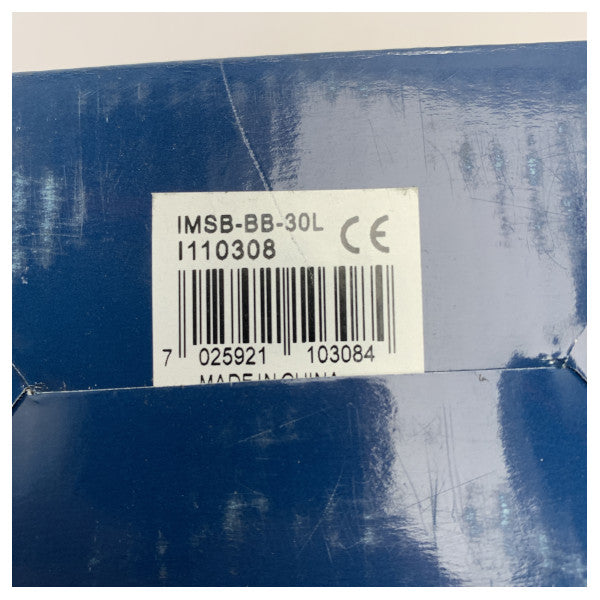 IMSB-BB-30L
I110308
CE
7 025921 103084
MADE IN CHINA